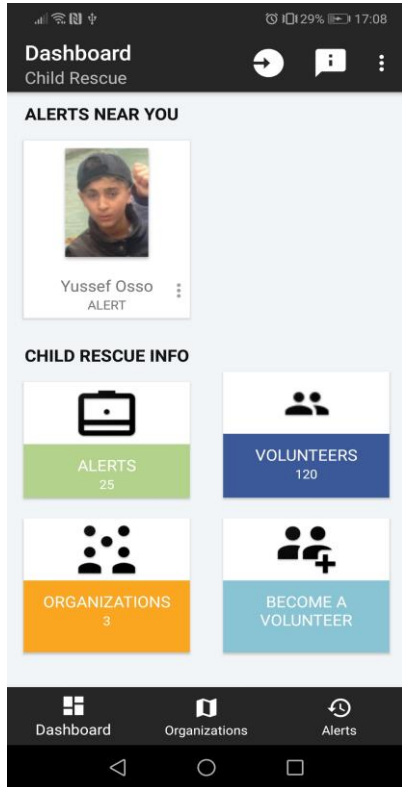 29% 17:08
Dashboard
Child Rescue
ALERTS NEAR YOU
Yussef Osso
ALERT
CHILD RESCUE INFO
ALERTS
25
VOLUNTEERS
120
ORGANIZATIONS
3
BECOME A
VOLUNTEER
Dashboard Organizations Alerts